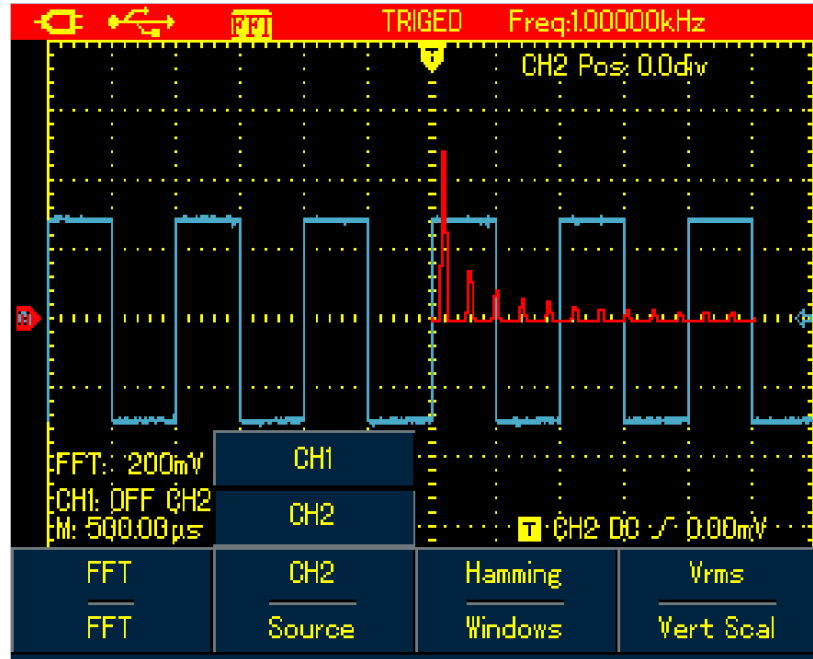 FFT TRIGED Freq:1.00000kHz
T
CH2 Pos: 0.0div
FFT: 200mV
CH1: OFF CH2
M: 500.00µs
CH1
CH2
T CH2 DC 0.00mV
FFT CH2 Hamming Vrms
FFT Source Windows Vert Scal